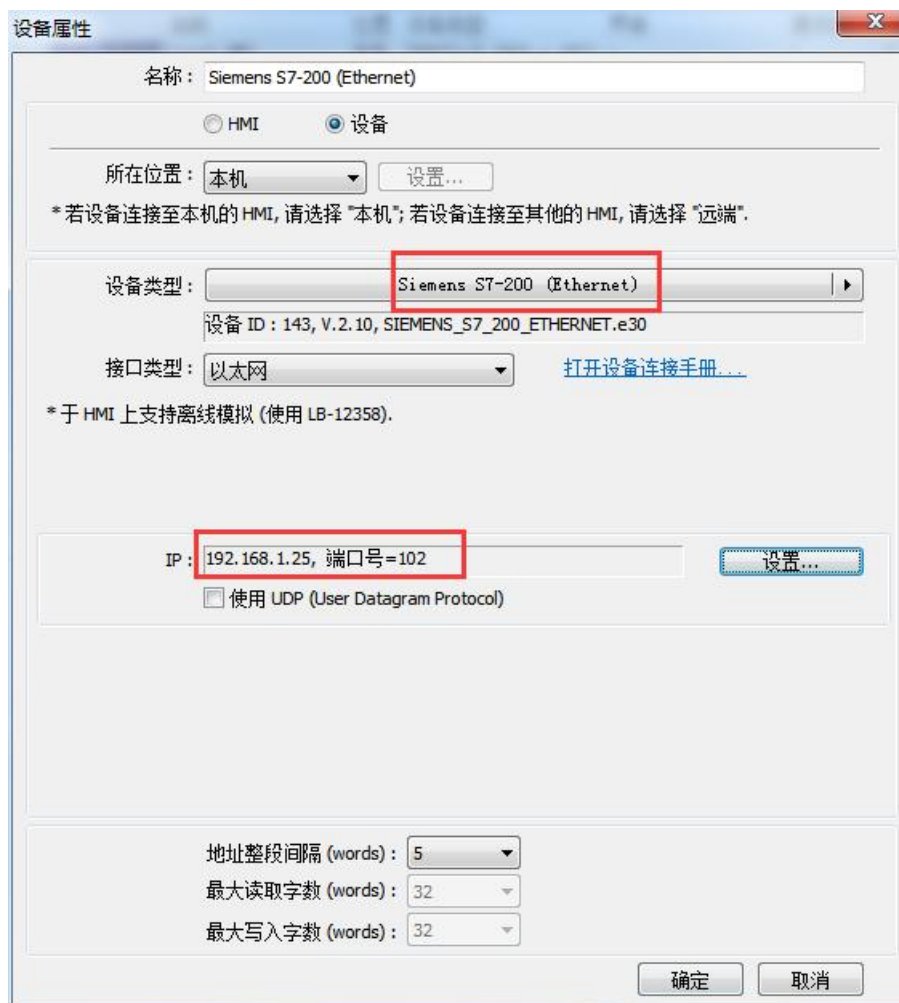 设备属性
名称： Siemens S7-200 (Ethernet)
HMI 设备
所在位置： 本机 设置...
* 若设备连接至本机的 HMI, 请选择 "本机"; 若设备连接至其他的 HMI, 请选择 "远端".
设备类型： Siemens S7-200 (Ethernet)
设备 ID : 143, V.2.10, SIEMENS_S7_200_ETHERNET.e30
接口类型： 以太网 打开设备连接手册...
* 于 HMI 上支持离线模拟 (使用 LB-12358).
IP : 192.168.1.25, 端口号=102 设置...
使用 UDP (User Datagram Protocol)
地址整段间隔 (words) : 5
最大读取字数 (words) : 32
最大写入字数 (words) : 32
确定 取消